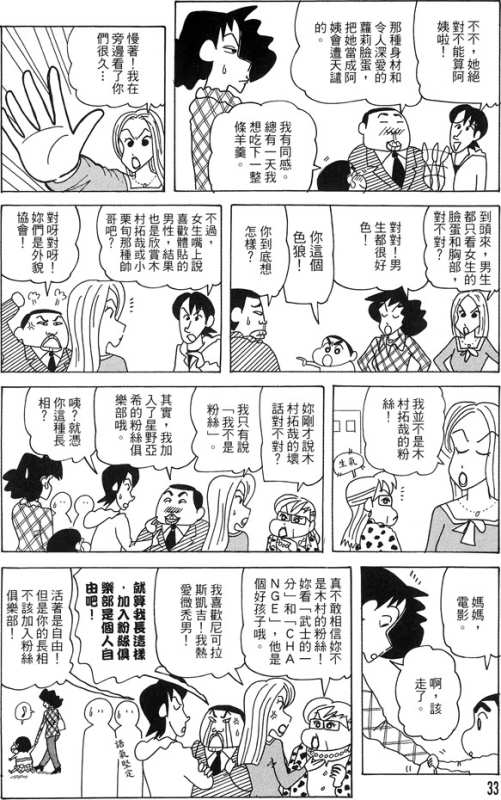 不不，她絕
對不能算阿
姨啦！
那種身材和
令人深愛的
蘿莉臉蛋，
把她當成阿
姨會遭天譴
的。
我有同感。
總有一天我
想吃下一整
條羊羹。
慢著！我在
旁邊看了你
們很久…
到頭來，男生
都只看女生的
臉蛋和胸部，
對不對？
對對！男
生都很好
色！
你這個
色狼！
你到底想
怎樣？
不過，
女生嘴上說
喜歡體貼的
男性，結果
也是欣賞木
村拓哉或小
栗旬那種帥
哥吧？
對呀對呀！
妳們是外貌
協會！
我並不是木
村拓哉的粉
絲！
生氣
妳剛才說木
村拓哉的壞
話對不對？
我只有說
「我不是
粉絲」。
其實，我加
入了星野亞
希的粉絲俱
樂部哦。
咦？就憑
你這種長
相？
媽媽，
電影。
啊，該
走了。
真不敢相信妳不
是木村的粉絲！
妳看「武士的一
分」和「CHA
NGE」，他是
個好孩子哦。
我喜歡尼可拉
斯凱吉！我熱
愛微禿男！
就算我長這樣
，加入粉絲俱
樂部是個人自
由吧！
語氣堅定
活著是自由！
但是你的長相
不該加入粉絲
俱樂部！
33